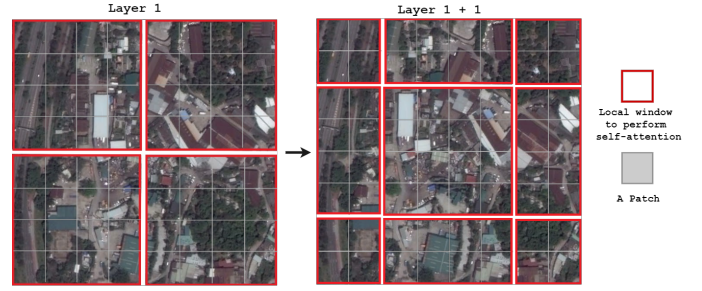 Layer 1
Layer 1 + 1
Local window
to perform
self-attention
A Patch